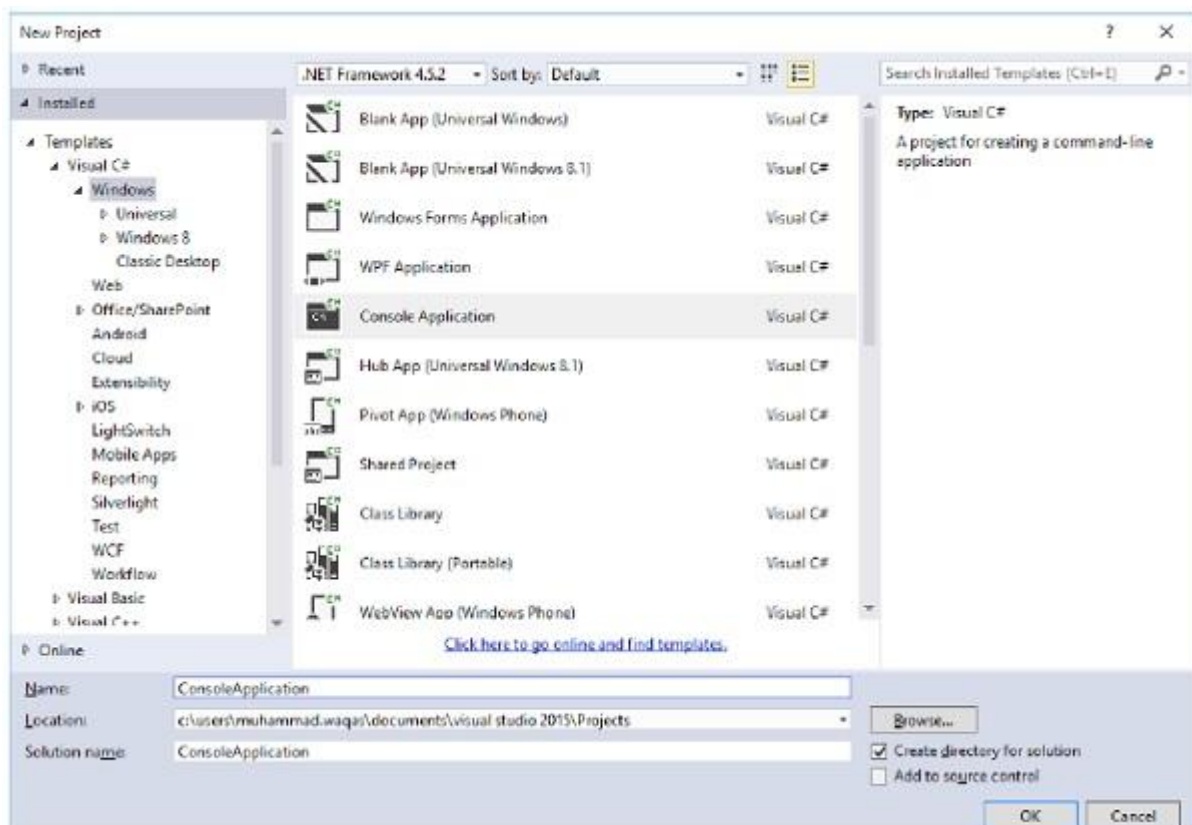 New Project
?
Recent
.NET Framework 4.5.2
Sort by: Default
Search Installed Templates (Ctrl+E)
Installed
Templates
Visual C#
Windows
Universal
Windows 8
Classic Desktop
Web
Office/SharePoint
Android
Cloud
Extensibility
iOS
LightSwitch
Mobile Apps
Reporting
Silverlight
Test
WCF
Workflow
Visual Basic
Visual C++
Online
Blank App (Universal Windows) Visual C#
Blank App (Universal Windows 8.1) Visual C#
Windows Forms Application Visual C#
WPF Application Visual C#
Console Application Visual C#
Hub App (Universal Windows 8.1) Visual C#
Pivot App (Windows Phone) Visual C#
Shared Project Visual C#
Class Library Visual C#
Class Library (Portable) Visual C#
WebView App (Windows Phone) Visual C#
Click here to go online and find templates.
Type: Visual C#
A project for creating a command-line
application
Name: ConsoleApplication
Location: c:\users\muhammad.waqas\documents\visual studio 2015\Projects
Browse...
Solution name: ConsoleApplication
Create directory for solution
Add to source control
OK
Cancel